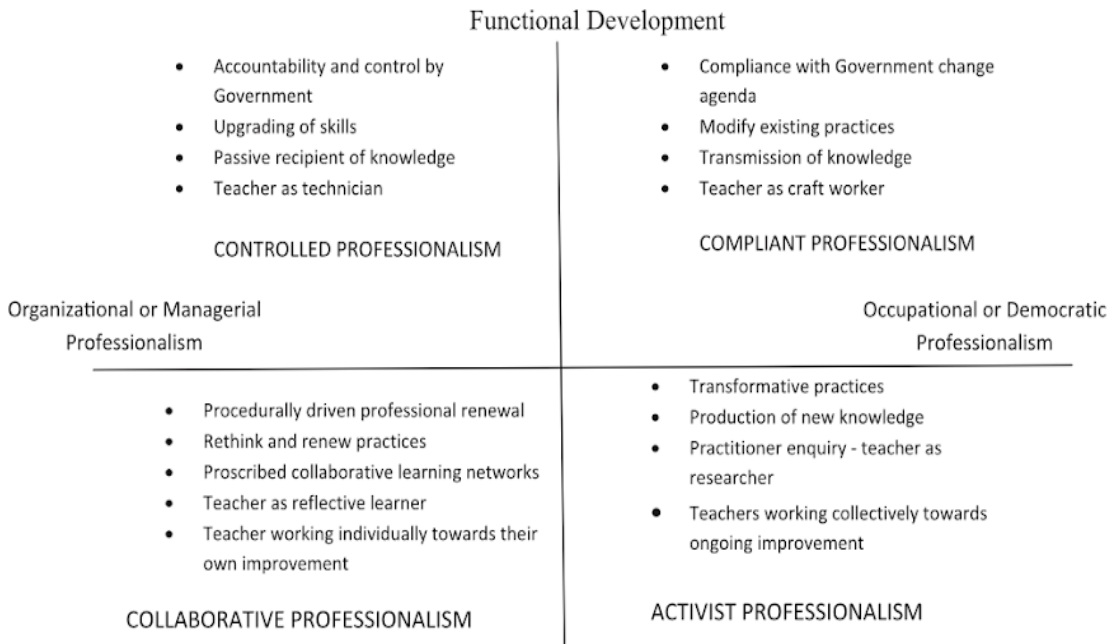 Functional Development
• Accountability and control by
Government
• Upgrading of skills
• Passive recipient of knowledge
• Teacher as technician
CONTROLLED PROFESSIONALISM
• Compliance with Government change
agenda
• Modify existing practices
• Transmission of knowledge
• Teacher as craft worker
COMPLIANT PROFESSIONALISM
Organizational or Managerial
Professionalism
Occupational or Democratic
Professionalism
• Procedurally driven professional renewal
• Rethink and renew practices
• Proscribed collaborative learning networks
• Teacher as reflective learner
• Teacher working individually towards their
own improvement
COLLABORATIVE PROFESSIONALISM
• Transformative practices
• Production of new knowledge
• Practitioner enquiry - teacher as
researcher
• Teachers working collectively towards
ongoing improvement
ACTIVIST PROFESSIONALISM